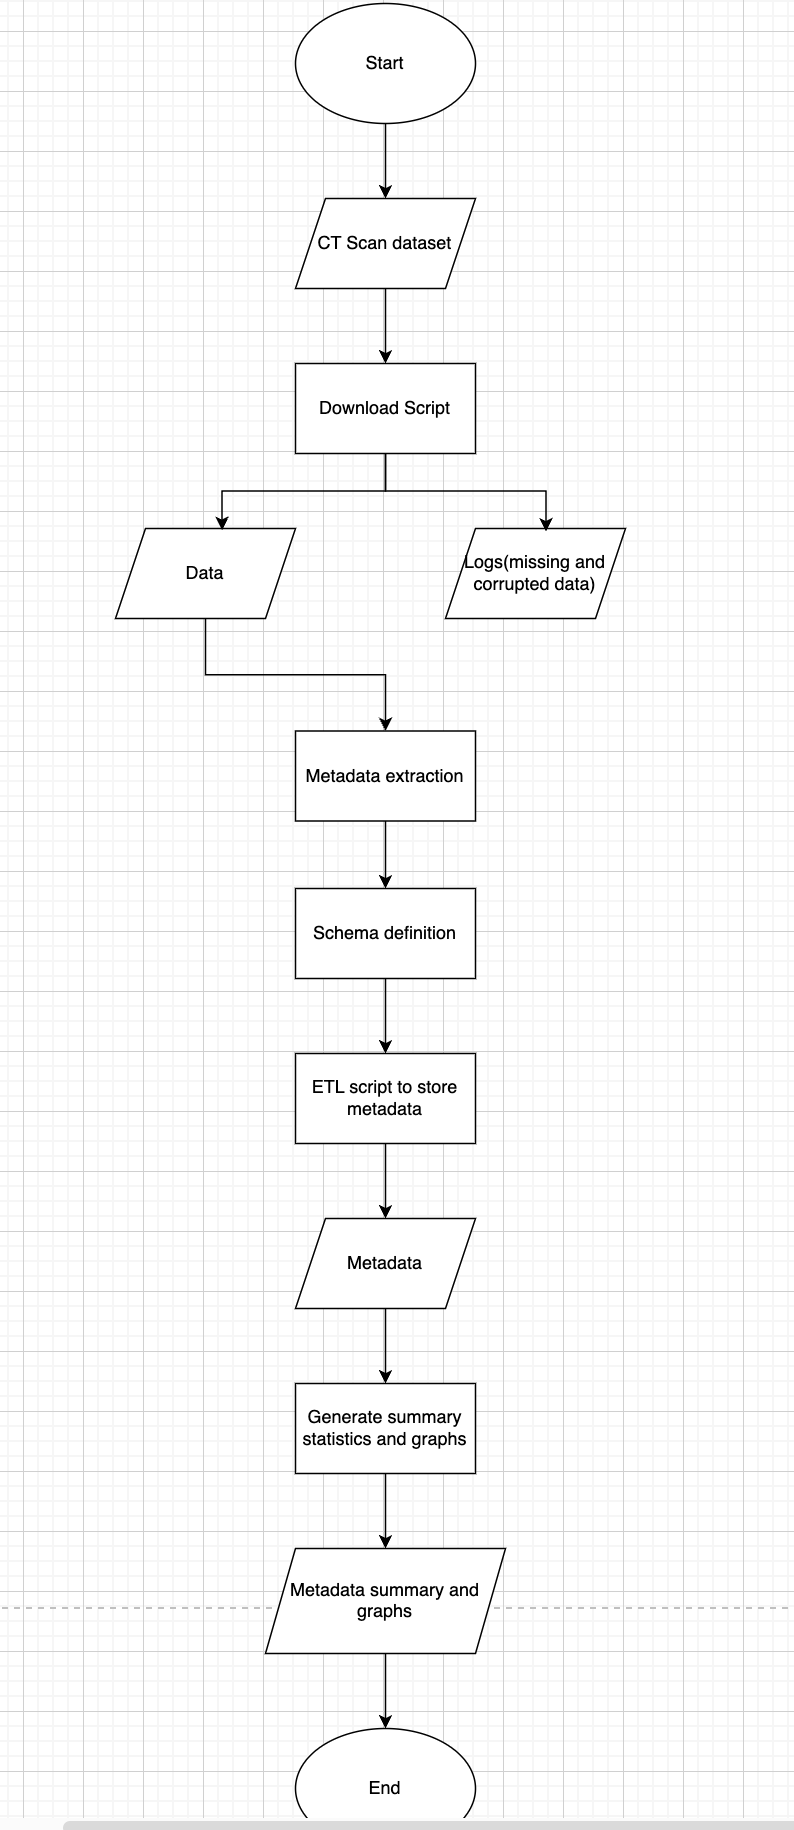 Start
CT Scan dataset
Download Script
Data
Logs(missing and
corrupted data)
Metadata extraction
Schema definition
ETL script to store
metadata
Metadata
Generate summary
statistics and graphs
Metadata summary and
graphs
End